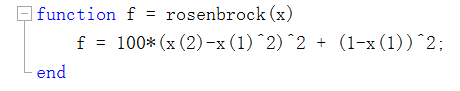 function f = rosenbrock(x)
    f = 100*(x(2)-x(1)^2)^2 + (1-x(1))^2;
end